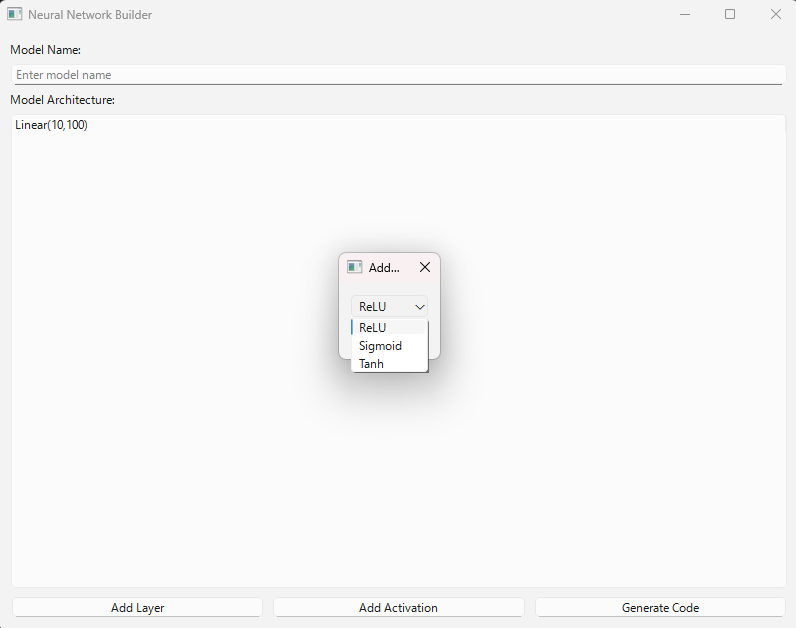 Neural Network Builder
Model Name:
Enter model name
Model Architecture:
Linear(10,100)
Add...
ReLU
ReLU
Sigmoid
Tanh
Add Layer
Add Activation
Generate Code